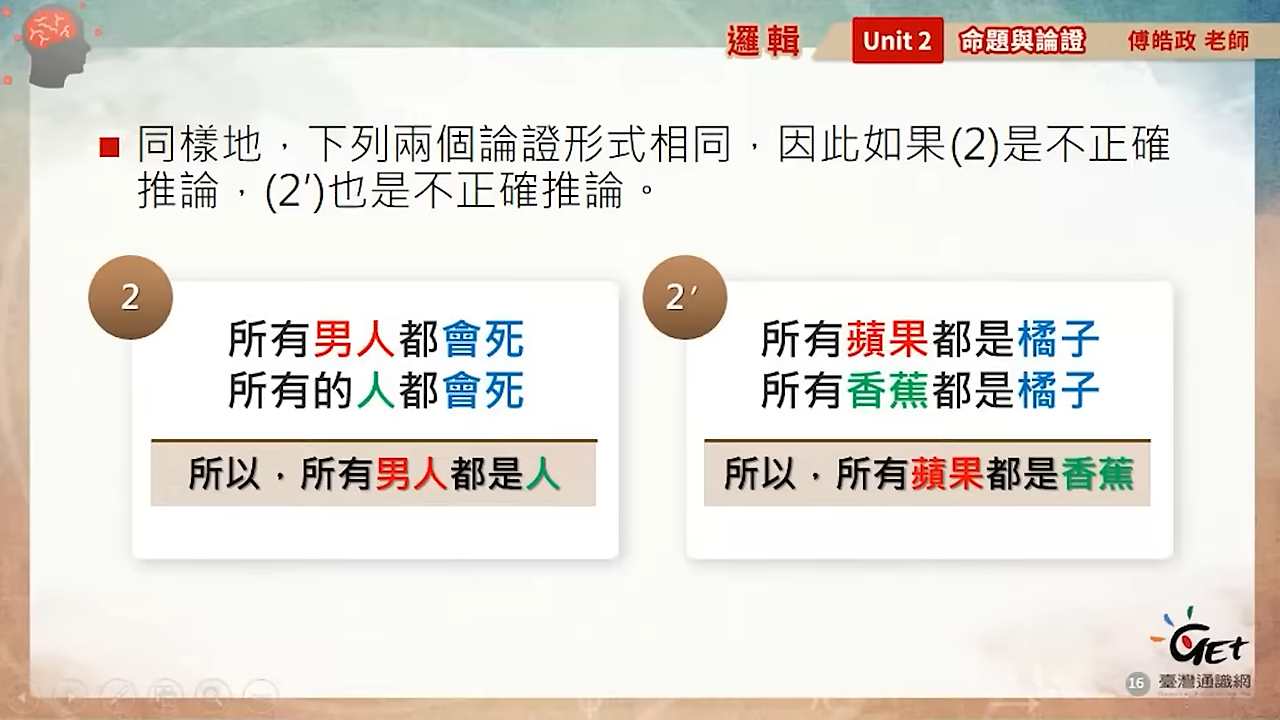 邏輯 Unit 2 命題與論證 傅皓政 老師
同樣地，下列兩個論證形式相同，因此如果(2)是不正確
推論，(2′)也是不正確推論。
2
所有男人都會死
所有的人都會死
所以，所有男人都是人
2′
所有蘋果都是橘子
所有香蕉都是橘子
所以，所有蘋果都是香蕉
GET
16 臺灣通識網